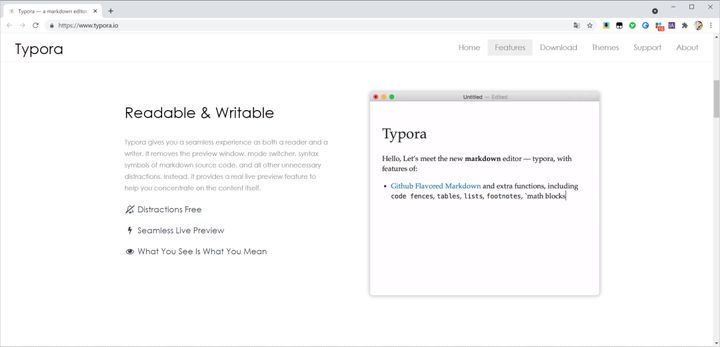 Typora — a markdown editor
https://www.typora.io
Typora
Home Features Download Themes Support About
Readable & Writable
Typora gives you a seamless experience as both a reader and a
writer. It removes the preview window, mode switcher, syntax
symbols of markdown source code, and all other unnecessary
distractions. Instead, it provides a real live preview feature to
help you concentrate on the content itself.
Distractions Free
Seamless Live Preview
What You See Is What You Mean
Untitled — Edited
Typora
Hello, Let's meet the new markdown editor — typora, with
features of:
• Github Flavored Markdown and extra functions, including
code fences, tables, lists, footnotes, `math blocks